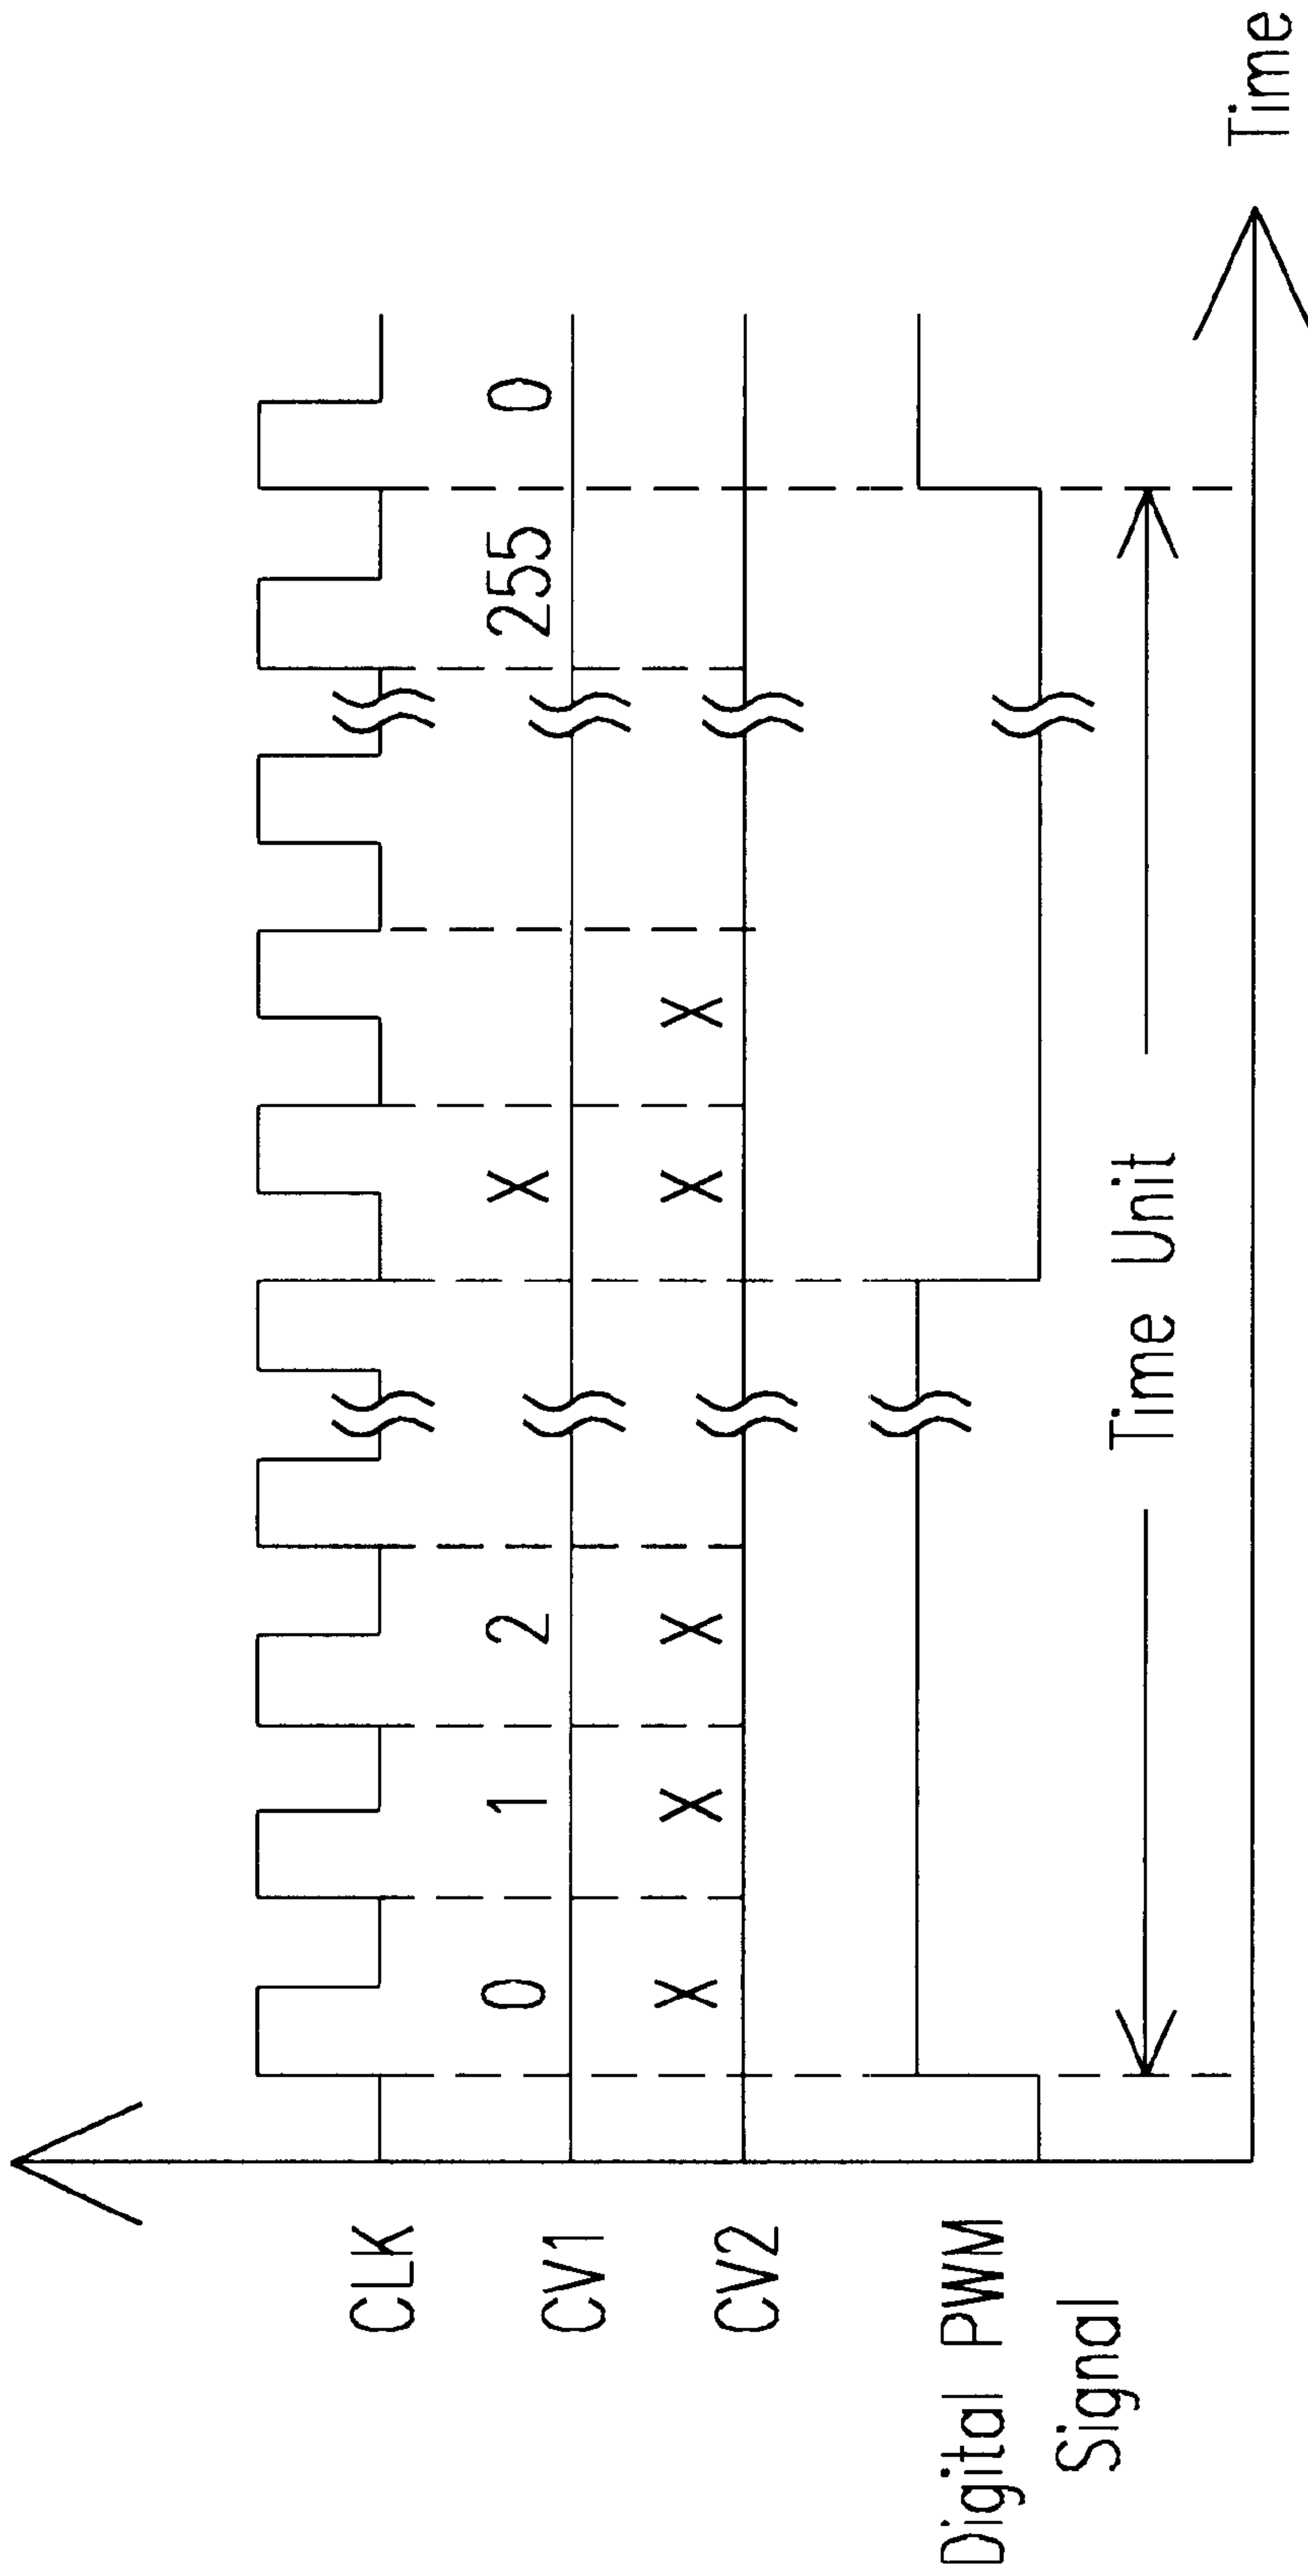 CLK
CV1 0 1 2 X 255 0
CV2 X X X X X
Digital PWM
Signal
Time Unit
Time